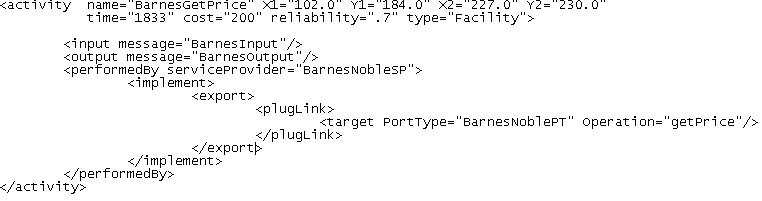 <activity  name="BarnesGetPrice" X1="102.0" Y1="184.0" X2="227.0" Y2="230.0"
time="1833" cost="200" reliability=".7" type="Facility">
<input message="BarnesInput"/>
<output message="BarnesOutput"/>
<performedBy serviceProvider="BarnesNobleSP">
<implement>
<export>
<plugLink>
<target PortType="BarnesNoblePT" Operation="getPrice"/>
</plugLink>
</export>
</implement>
</performedBy>
</activity>